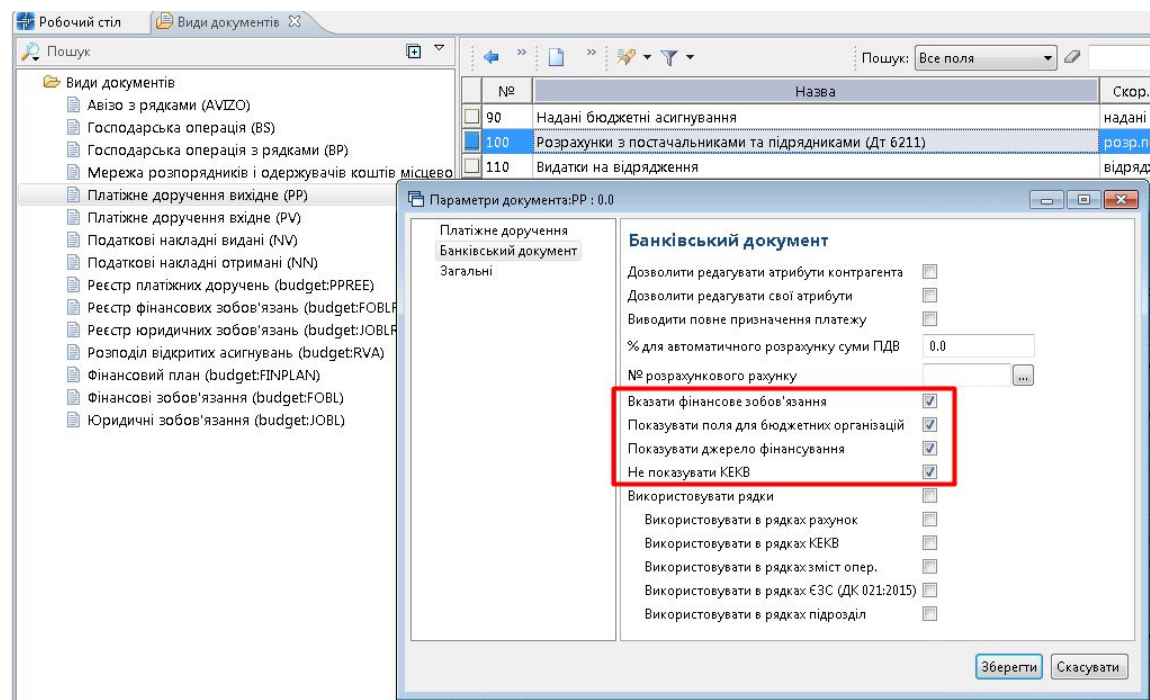 Робочий стіл
Види документів
Пошук
Пошук: Все поля
Види документів
Авізо з рядками (AVIZO)
Господарська операція (BS)
Господарська операція з рядками (BP)
Мережа розпорядників і одержувачів коштів місцево
Платіжне доручення вихідне (PP)
Платіжне доручення вхідне (PV)
Податкові накладні видані (NV)
Податкові накладні отримані (NN)
Реєстр платіжних доручень (budget:PPREE)
Реєстр фінансових зобов'язань (budget:FOBLR
Реєстр юридичних зобов'язань (budget:JOBLR
Розподіл відкритих асигнувань (budget:RVA)
Фінансовий план (budget:FINPLAN)
Фінансові зобов'язання (budget:FOBL)
Юридичні зобов'язання (budget:JOBL)
№ Назва Скор.
90 Надані бюджетні асигнування надані
100 Розрахунки з постачальниками та підрядниками (Дт 6211) розр.п
110 Видатки на відрядження відряд
Параметри документа:PP : 0.0
Платіжне доручення
Банківський документ
Загальні
Банківський документ
Дозволити редагувати атрибути контрагента
Дозволити редагувати свої атрибути
Виводити повне призначення платежу
% для автоматичного розрахунку суми ПДВ 0.0
№ розрахункового рахунку ...
Вказати фінансове зобов'язання
Показувати поля для бюджетних організацій
Показувати джерело фінансування
Не показувати КЕКВ
Використовувати рядки
Використовувати в рядках рахунок
Використовувати в рядках КЕКВ
Використовувати в рядках зміст опер.
Використовувати в рядках ЄЗС (ДК 021:2015)
Використовувати в рядках підрозділ
Зберегти Скасувати